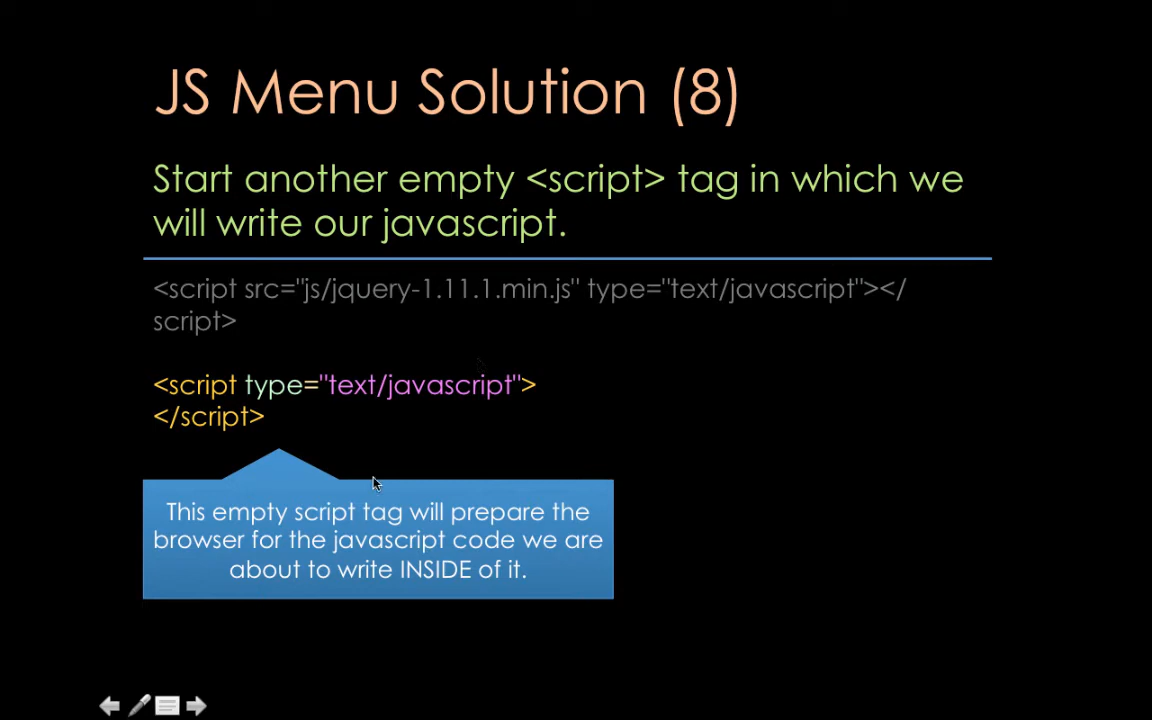 JS Menu Solution (8)
Start another empty <script> tag in which we
will write our javascript.
<script src="js/jquery-1.11.1.min.js" type="text/javascript"></
script>
<script type="text/javascript">
</script>
This empty script tag will prepare the
browser for the javascript code we are
about to write INSIDE of it.